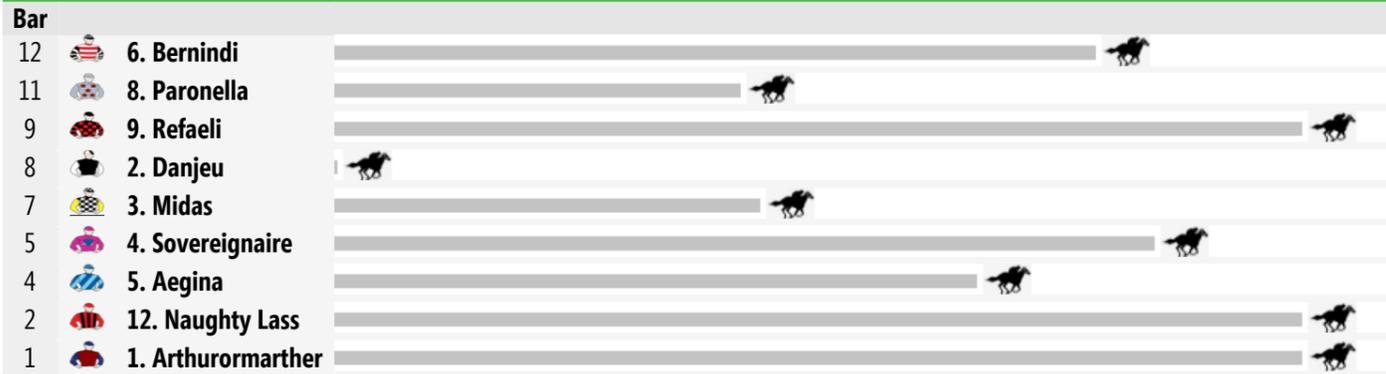 Bar
12 6. Bernindi
11 8. Paronella
9 9. Refaeli
8 2. Danjeu
7 3. Midas
5 4. Sovereignaire
4 5. Aegina
2 12. Naughty Lass
1 1. Arthurormarther